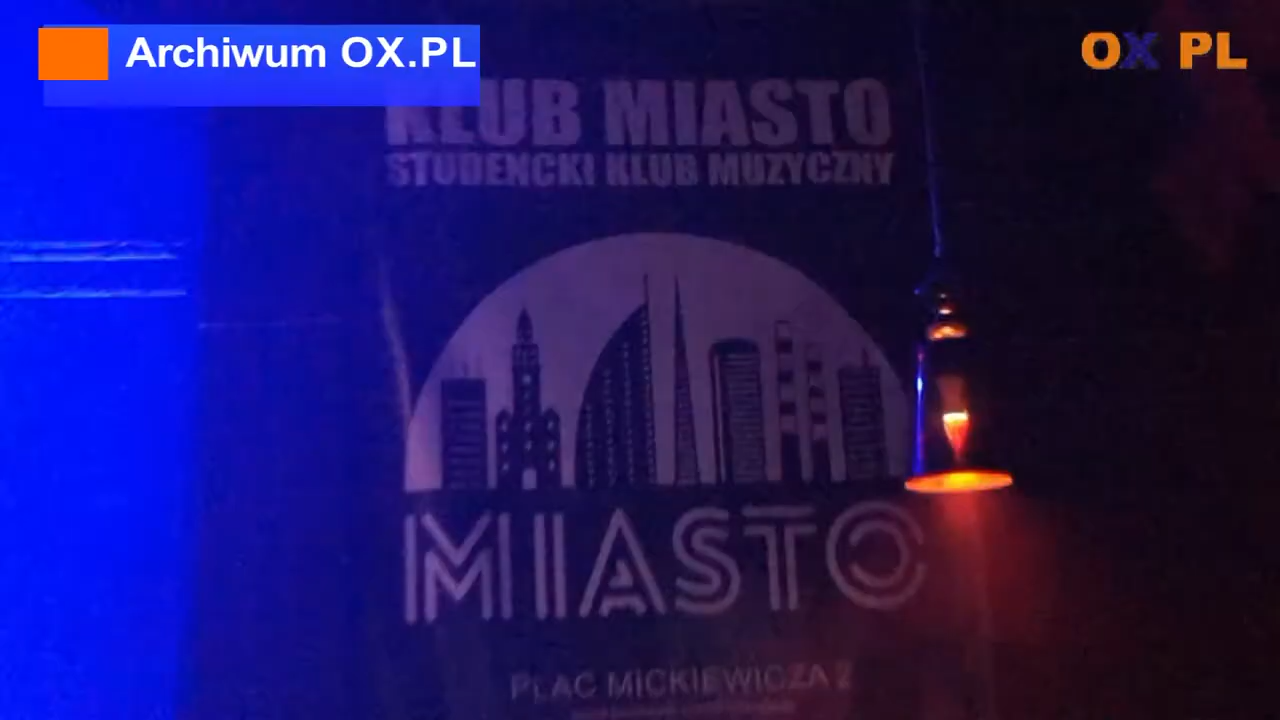 Archiwum OX.PL
OX PL
KLUB MIASTO
STUDENCKI KLUB MUZYCZNY
MIASTO
PLAC MICKIEWICZA 2